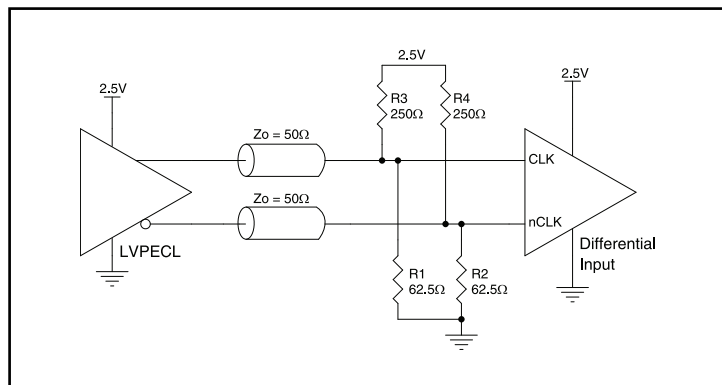 2.5V
2.5V
2.5V
R3
250Ω
R4
250Ω
Zo = 50Ω
CLK
Zo = 50Ω
nCLK
LVPECL
Differential
Input
R1
62.5Ω
R2
62.5Ω